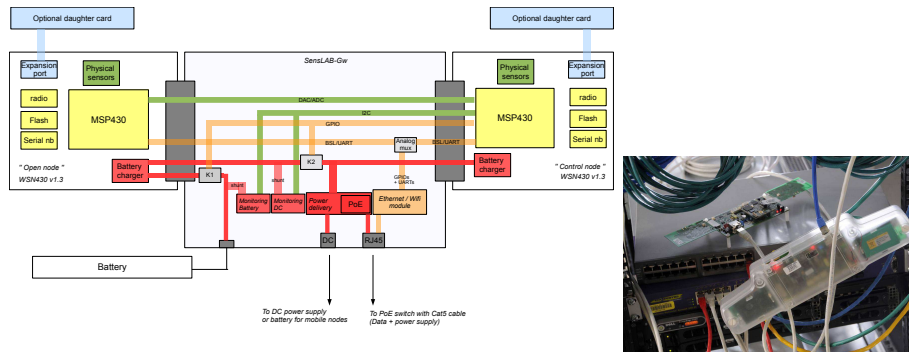 Optional daughter card
Optional daughter card
SensLAB-Gw
Expansion
port
Physical
sensors
radio
Flash
Serial nb
MSP430
" Open node "
WSN430 v1.3
Battery
charger
DAC/ADC
I2C
GPIO
BSL/UART
BSL/UART
Analog
mux
K1
K2
shunt
shunt
GPIOs
+ UARTs
Monitoring
Battery
Monitoring
DC
Power
delivery
PoE
Ethernet / Wifi
module
DC
RJ45
Physical
sensors
Expansion
port
MSP430
radio
Flash
Serial nb
Battery
charger
" Control node "
WSN430 v1.3
Battery
To DC power supply
or battery for mobile nodes
To PoE switch with Cat5 cable
(Data + power supply)